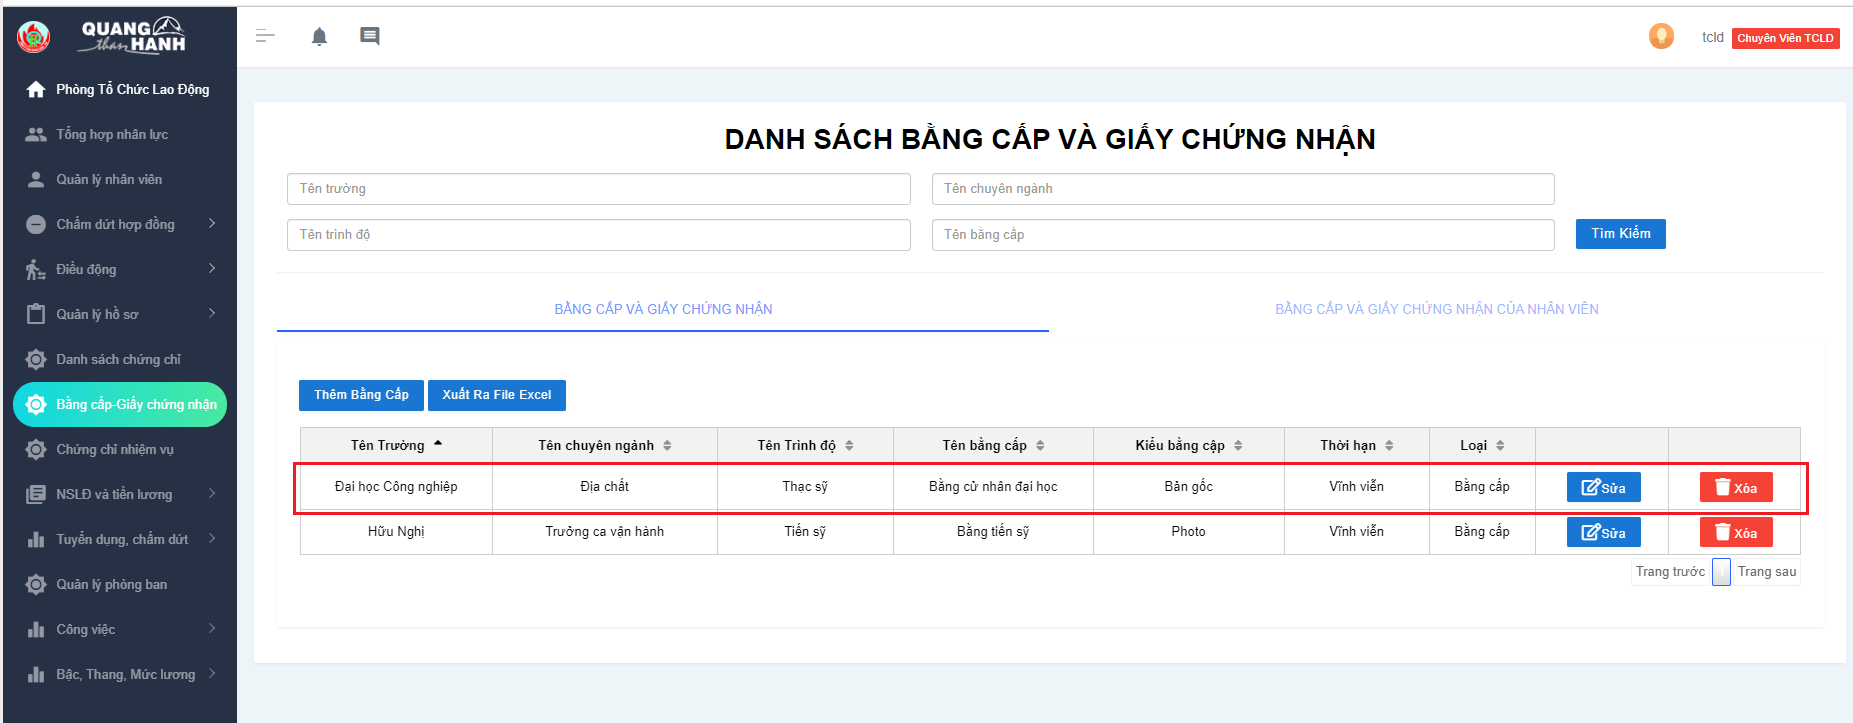 QUANG
than HANH
tcld Chuyên Viên TCLD
Phòng Tổ Chức Lao Động
Tổng hợp nhân lực
Quản lý nhân viên
Chấm dứt hợp đồng
Điều động
Quản lý hồ sơ
Danh sách chứng chỉ
Bằng cấp-Giấy chứng nhận
Chứng chỉ nhiệm vụ
NSLĐ và tiền lương
Tuyển dụng, chấm dứt
Quản lý phòng ban
Công việc
Bậc, Thang, Mức lương
DANH SÁCH BẰNG CẤP VÀ GIẤY CHỨNG NHẬN
Tên trường Tên chuyên ngành
Tên trình độ Tên bằng cấp Tìm Kiếm
BẰNG CẤP VÀ GIẤY CHỨNG NHẬN BẰNG CẤP VÀ GIẤY CHỨNG NHẬN CỦA NHÂN VIÊN
Thêm Bằng Cấp Xuất Ra File Excel
Tên Trường Tên chuyên ngành Tên Trình độ Tên bằng cấp Kiểu bằng cập Thời hạn Loại
Đại học Công nghiệp Địa chất Thạc sỹ Bằng cử nhân đại học Bản gốc Vĩnh viễn Bằng cấp Sửa Xóa
Hữu Nghị Trưởng ca vận hành Tiến sỹ Bằng tiến sỹ Photo Vĩnh viễn Bằng cấp Sửa Xóa
Trang trước Trang sau